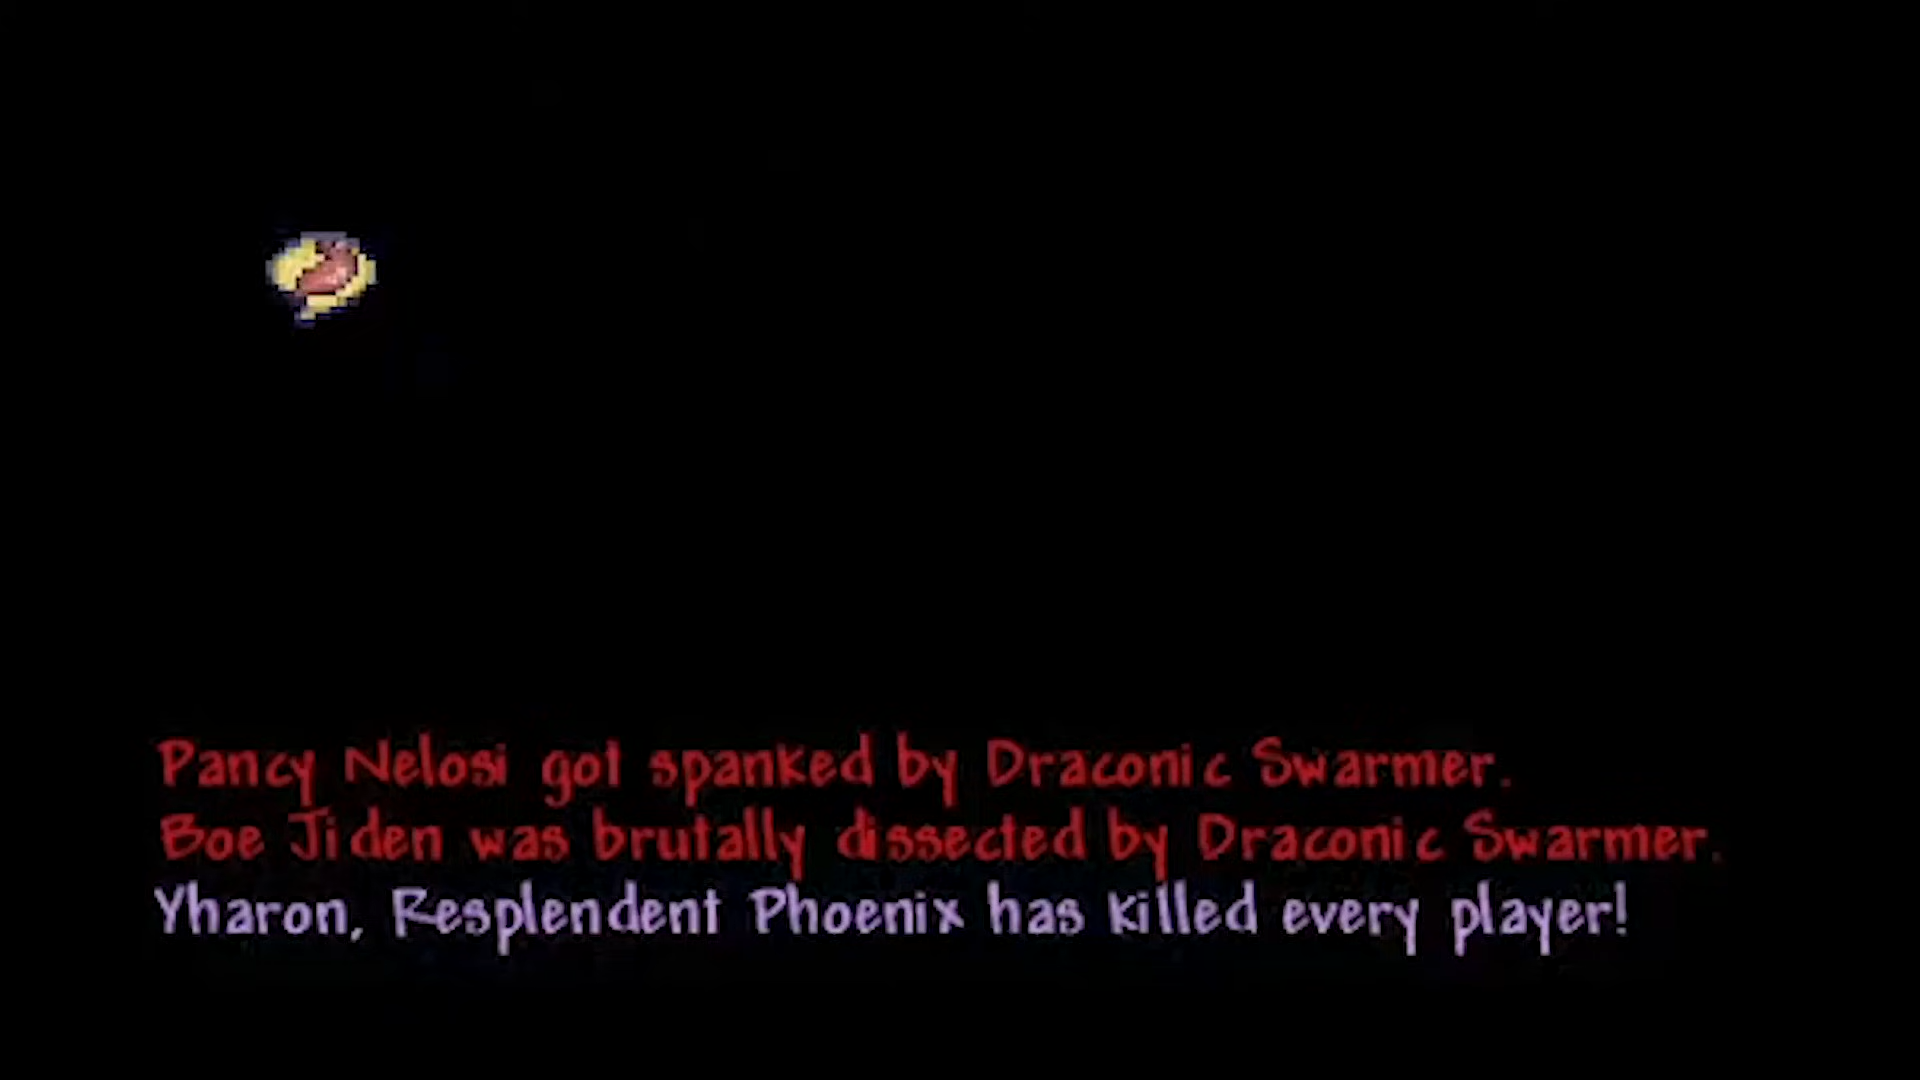 Pancy Nelosi got spanked by Draconic Swarmer.
Boe Jiden was brutally dissected by Draconic Swarmer.
Yharon, Resplendent Phoenix has killed every player!